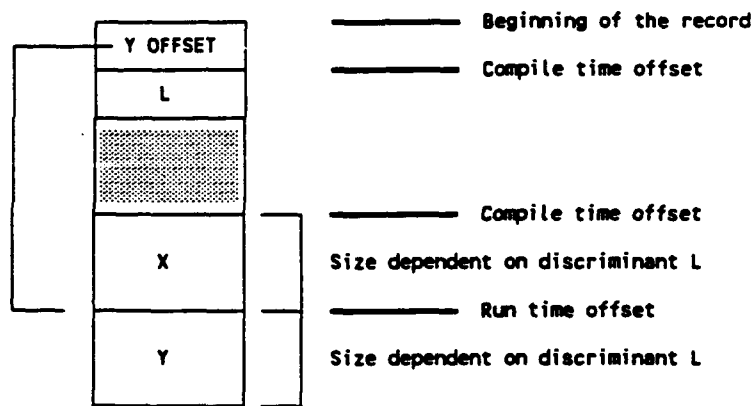 Beginning of the record
Y OFFSET
Compile time offset
L
Compile time offset
X
Size dependent on discriminant L
Run time offset
Y
Size dependent on discriminant L